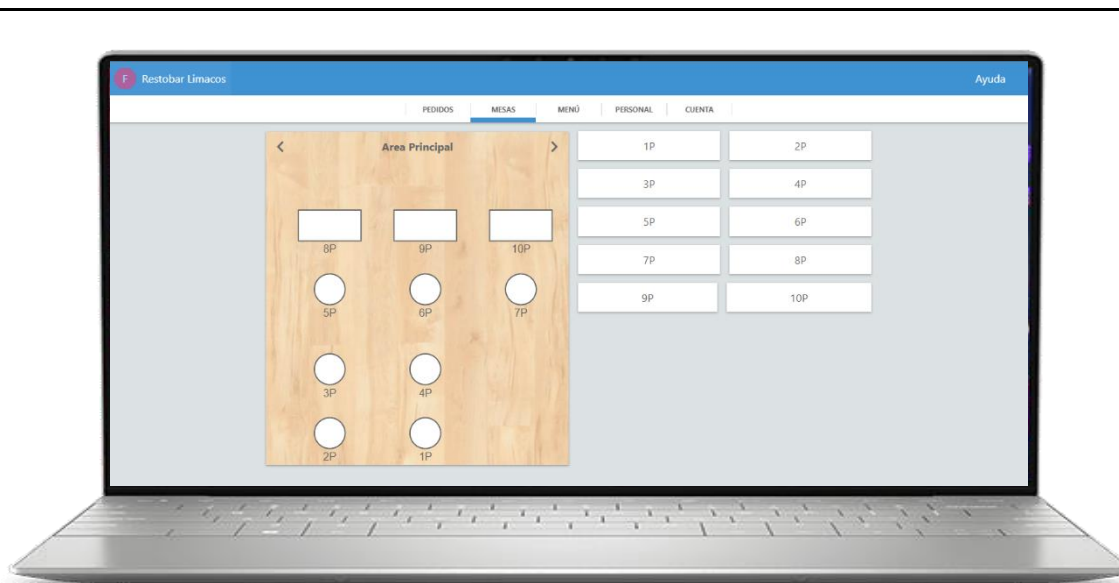 F Restobar Limacos Ayuda
PEDIDOS MESAS MENÚ PERSONAL CUENTA
Area Principal
8P 9P 10P
5P 6P 7P
3P 4P
2P 1P
1P 2P
3P 4P
5P 6P
7P 8P
9P 10P